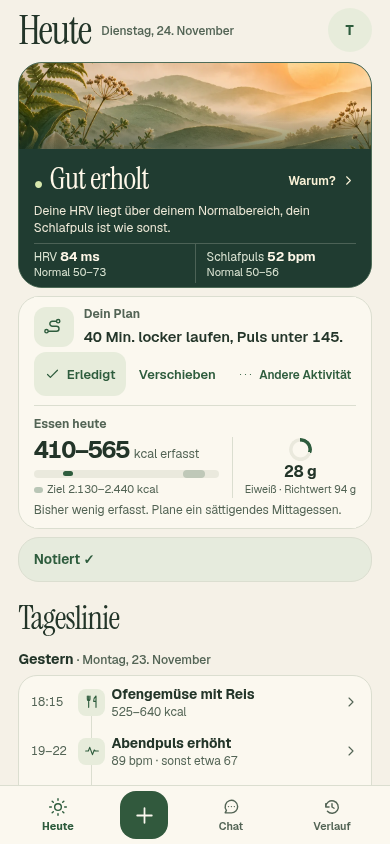 Heute Dienstag, 24. November T
Gut erholt Warum?
Deine HRV liegt über deinem Normalbereich, dein
Schlafpuls ist wie sonst.
HRV 84 ms Schlafpuls 52 bpm
Normal 50–73 Normal 50–56
Dein Plan
40 Min. locker laufen, Puls unter 145.
Erledigt Verschieben ··· Andere Aktivität
Essen heute
410–565 kcal erfasst
28 g
Ziel 2.130–2.440 kcal Eiweiß · Richtwert 94 g
Bisher wenig erfasst. Plane ein sättigendes Mittagessen.
Notiert ✓
Tageslinie
Gestern · Montag, 23. November
18:15 Ofengemüse mit Reis
525–640 kcal
19–22 Abendpuls erhöht
89 bpm · sonst etwa 67
Heute Chat Verlauf